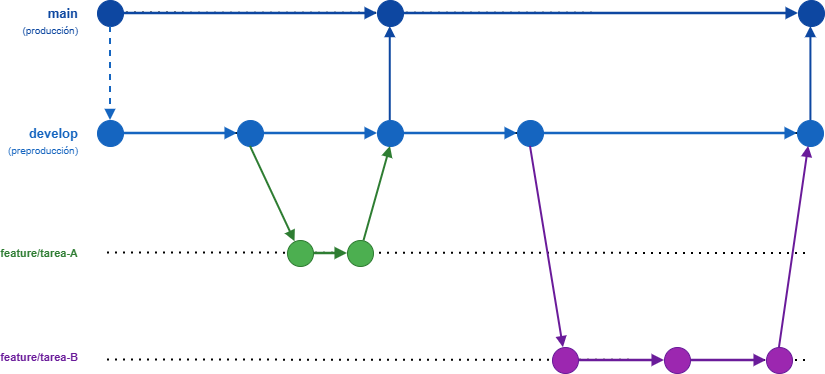 main
(producción)
develop
(preproducción)
feature/tarea-A
feature/tarea-B